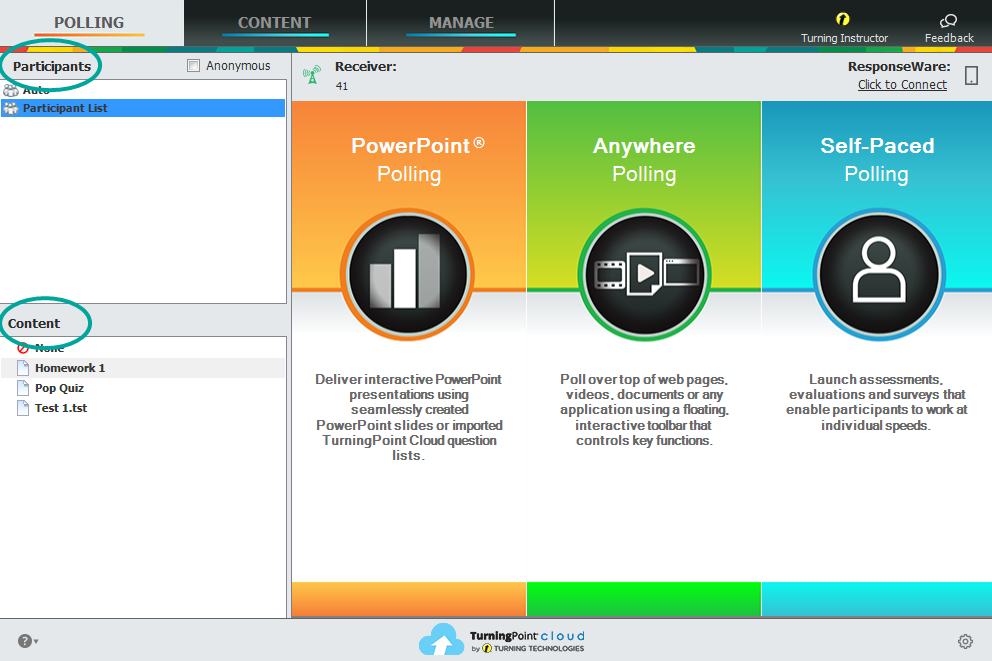 POLLING
CONTENT
MANAGE
Turning Instructor
Feedback
Participants
Anonymous
Auto
Participant List
Receiver:
41
ResponseWare:
Click to Connect
PowerPoint®
Polling
Anywhere
Polling
Self-Paced
Polling
Content
None
Homework 1
Pop Quiz
Test 1.tst
Deliver interactive PowerPoint
presentations using
seamlessly created
PowerPoint slides or imported
TurningPoint Cloud question
lists.
Poll over top of web pages,
videos, documents or any
application using a floating,
interactive toolbar that
controls key functions.
Launch assessments,
evaluations and surveys that
enable participants to work at
individual speeds.
?
TurningPoint® cloud
by TURNING TECHNOLOGIES